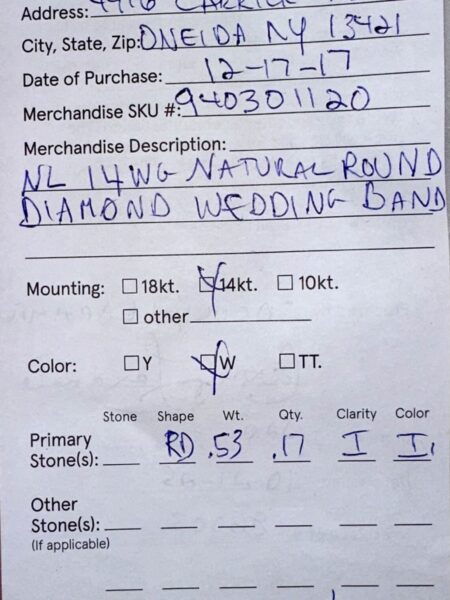 Address:
City, State, Zip: ONEIDA NY 13421
Date of Purchase: 12-17-17
Merchandise SKU #: 940301120
Merchandise Description:
NL 14WG NATURAL ROUND
DIAMOND WEDDING BAND
Mounting: 18kt. 14kt. 10kt.
other
Color: Y W TT.
Stone Shape Wt. Qty. Clarity Color
Primary
Stone(s): RD .53 .17 I I1
Other
Stone(s):
(If applicable)